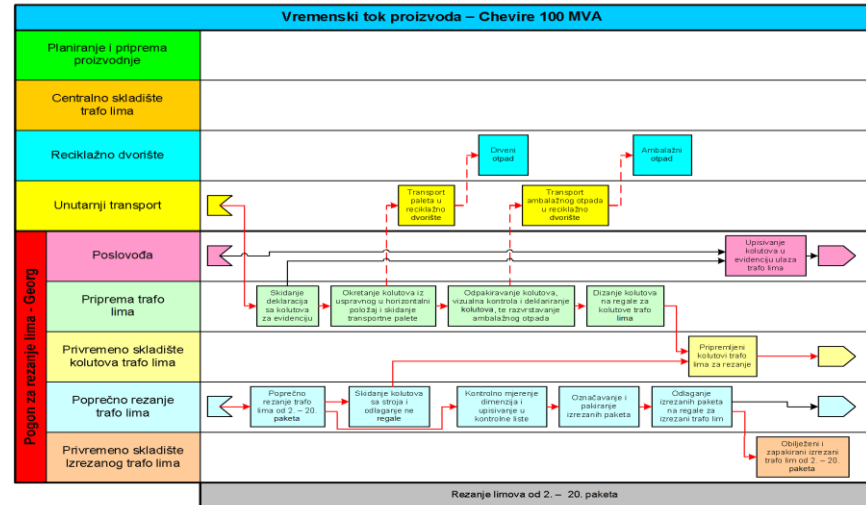 Vremenski tok proizvoda – Chevire 100 MVA
Planiranje i priprema
proizvodnje
Centralno skladište
trafo lima
Reciklažno dvorište
Drveni
otpad
Ambalažni
otpad
Unutarnji transport
Transport
paleta u
reciklažno
dvorište
Transport
ambalažnog otpada
u reciklažno
dvorište
Pogon za rezanje lima - Georg
Poslovođa
Upisivanje
kolutova u
evidenciju ulaza
trafo lima
Priprema trafo
lima
Skidanje
deklaracija
sa kolutova
za evidenciju
Okretanje kolutova iz
uspravnog u horizontalni
položaj i skidanje
transportne palete
Odpakiravanje kolutova,
vizualna kontrola i deklariranje
kolutova, te razvrstavanje
ambalažnog otpada
Dizanje kolutova
na regale za
kolutove trafo
lima
Privremeno skladište
kolutova trafo lima
Pripremljeni
kolutovi trafo
lima za rezanje
Poprečno rezanje
trafo lima
Poprečno
rezanje trafo
lima od 2. – 20.
paketa
Skidanje kolutova
sa stroja i
odlaganje ne
regale
Kontrolno mjerenje
dimenzija i
upisivanje u
kontrolne liste
Označavanje i
pakiranje
izrezanih paketa
Odlaganje
izrezanih paketa
na regale za
izrezani trafo lim
Privremeno skladište
Izrezanog trafo lima
Obilježeni i
zapakirani izrezani
trafo lim od 2. – 20.
paketa
Rezanje limova od 2. – 20. paketa